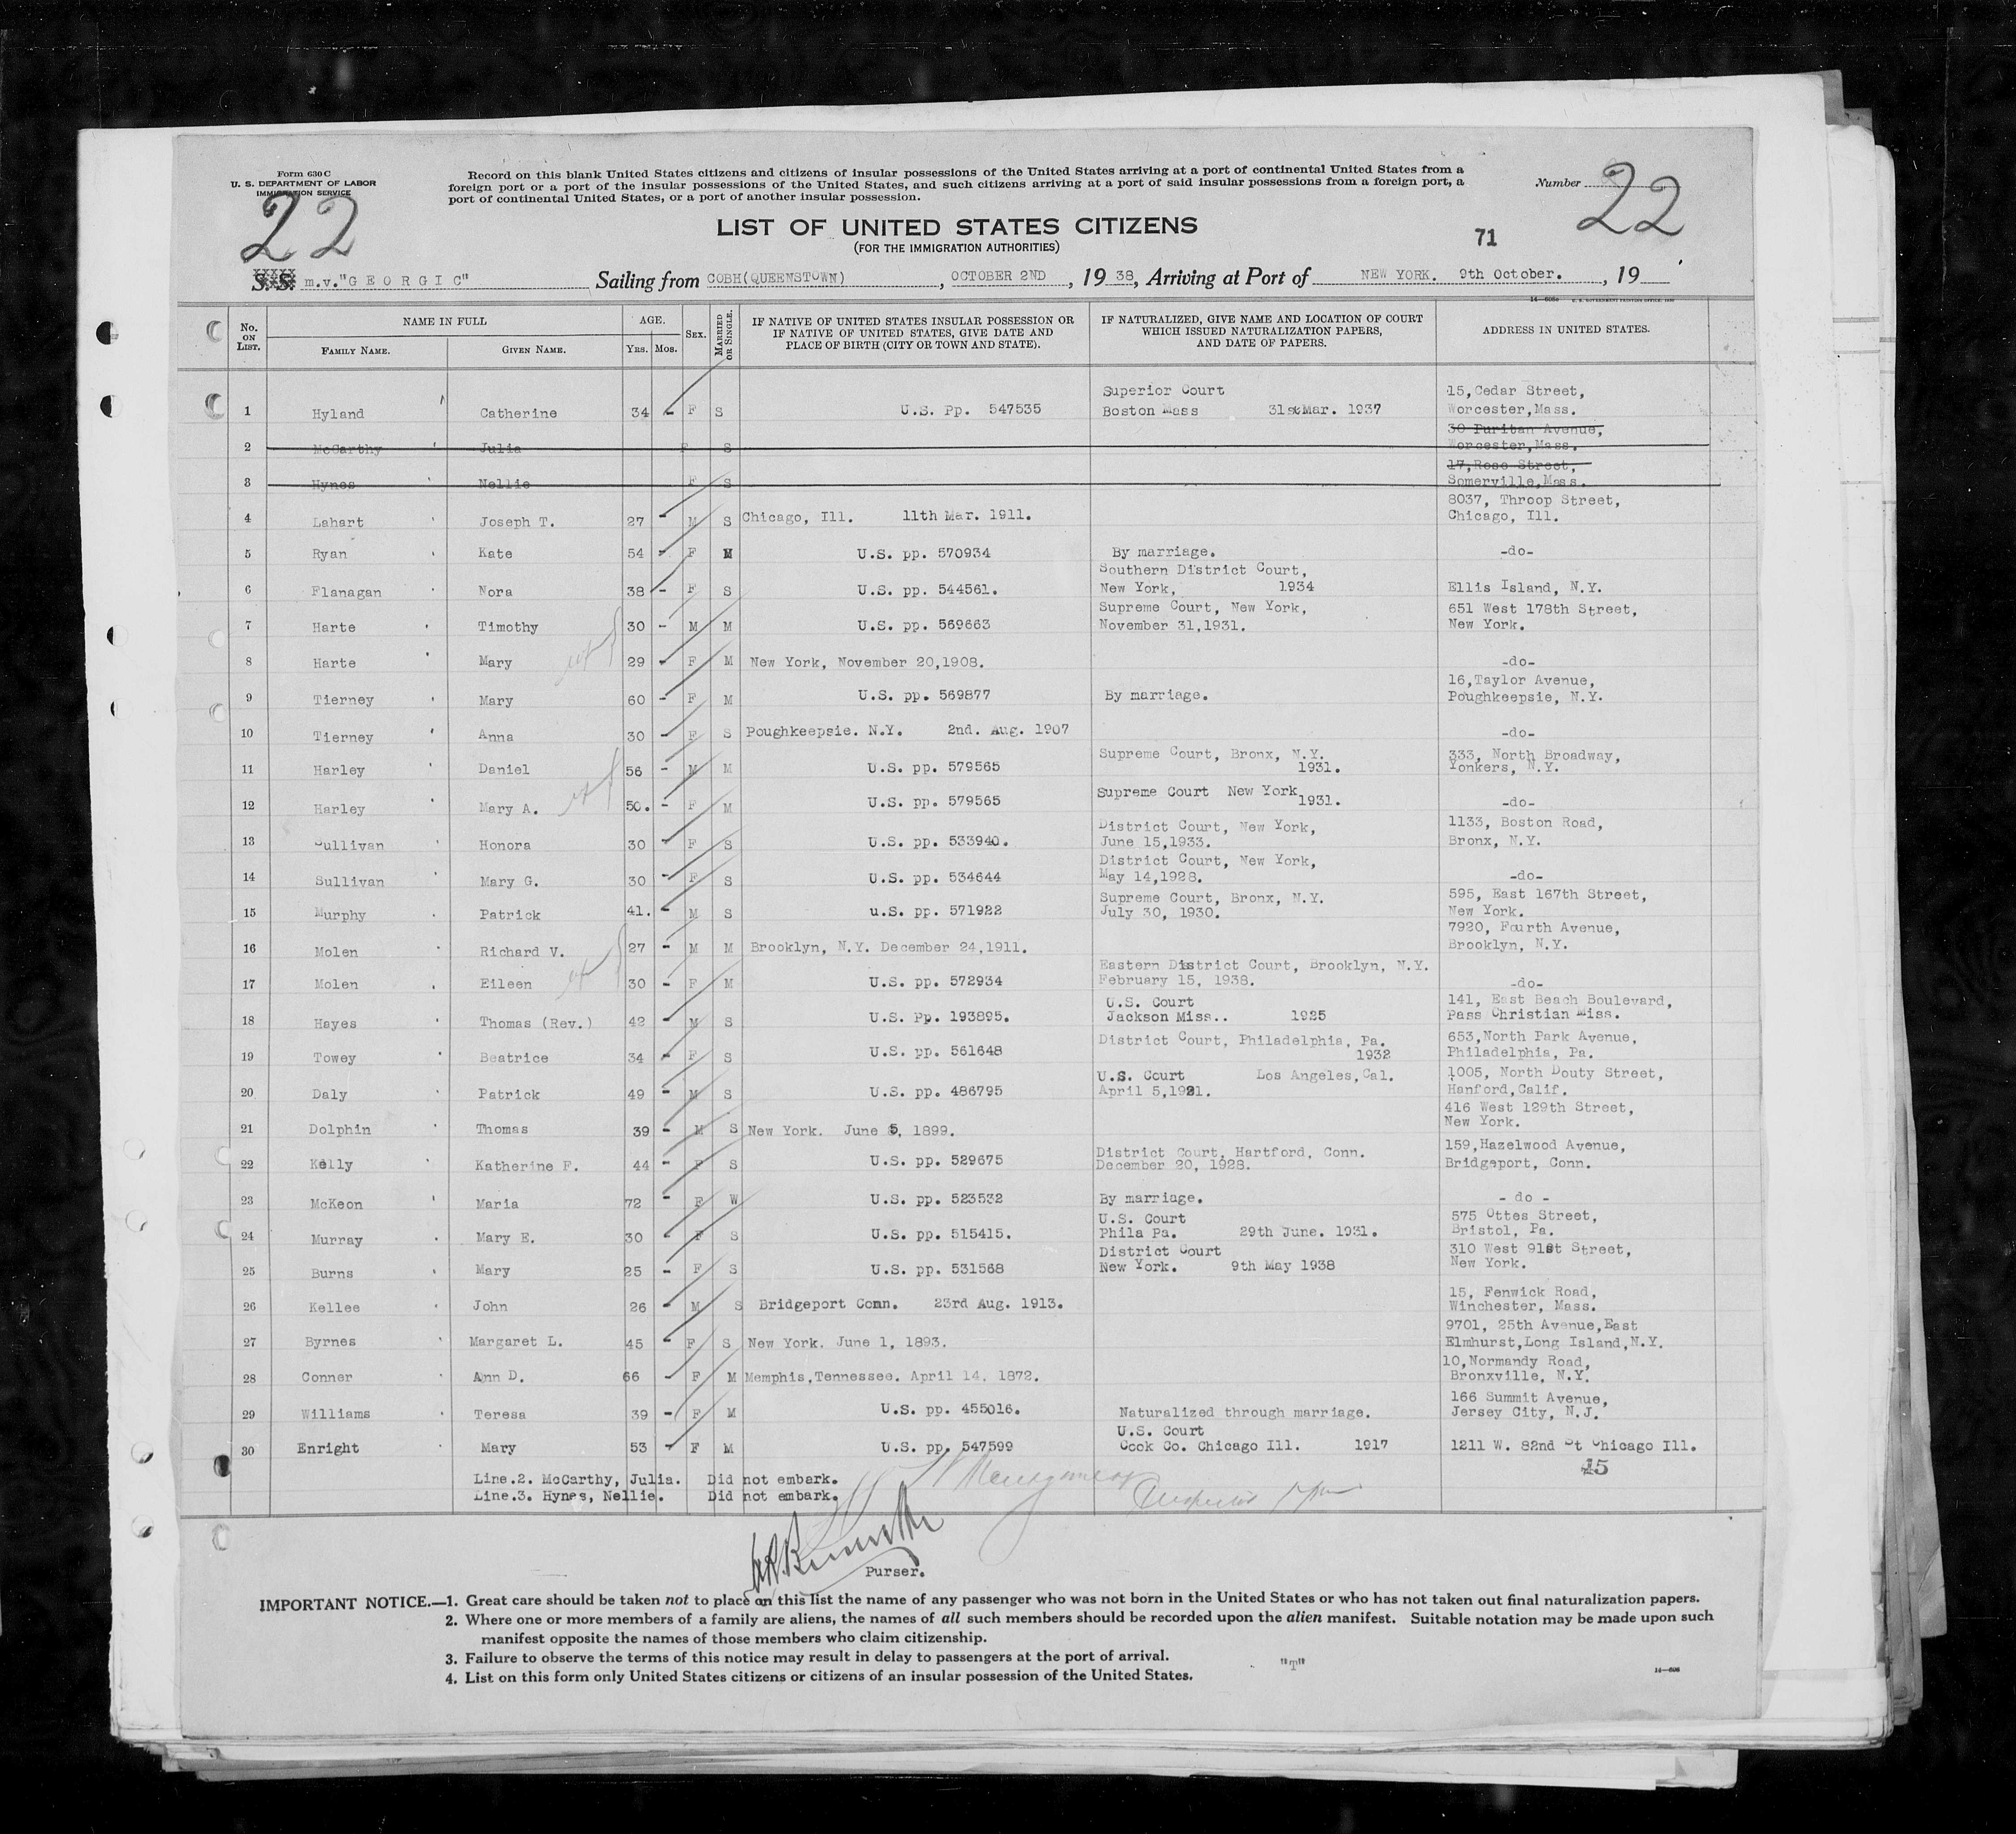 Form 630 C
U. S. DEPARTMENT OF LABOR
IMMIGRATION SERVICE
22
Record on this blank United States citizens and citizens of insular possessions of the United States arriving at a port of continental United States from a
foreign port or a port of the insular possessions of the United States, and such citizens arriving at a port of said insular possessions from a foreign port, a
port of continental United States, or a port of another insular possession.
Number 22
LIST OF UNITED STATES CITIZENS
(FOR THE IMMIGRATION AUTHORITIES)
71
S.S. m.v."GEORGIC" Sailing from COBH(QUEENSTOWN), OCTOBER 2ND, 1938, Arriving at Port of NEW YORK. 9th October., 19
No. ON LIST. NAME IN FULL FAMILY NAME. GIVEN NAME. AGE. YRS. MOS. SEX. MARRIED OR SINGLE. IF NATIVE OF UNITED STATES INSULAR POSSESSION OR IF NATIVE OF UNITED STATES, GIVE DATE AND PLACE OF BIRTH (CITY OR TOWN AND STATE). IF NATURALIZED, GIVE NAME AND LOCATION OF COURT WHICH ISSUED NATURALIZATION PAPERS, AND DATE OF PAPERS. ADDRESS IN UNITED STATES.
1 Hyland Catherine 34 - F S U.S. Pp. 547535 Superior Court Boston Mass 31st Mar. 1937 15,Cedar Street, Worcester,Mass.
2 McCarthy Julia F S 30 Puritan Avenue, Worcester,Mass.
3 Hynes Nellie F S 17,Rose Street, Somerville,Mass.
4 Lahart Joseph T. 27 - M S Chicago, Ill. 11th Mar. 1911. 8037, Throop Street, Chicago, Ill.
5 Ryan Kate 54 - F M U.S. pp. 570934 By marriage. -do-
6 Flanagan Nora 38 - F S U.S. pp. 544561. Southern District Court, New York, 1934 Ellis Island, N.Y.
7 Harte Timothy 30 - M M U.S. pp. 569663 Supreme Court, New York, November 31,1931. 651 West 178th Street, New York.
8 Harte Mary 29 - F M New York, November 20,1908. -do-
9 Tierney Mary 60 - F M U.S. pp. 569877 By marriage. 16,Taylor Avenue, Poughkeepsie, N.Y.
10 Tierney Anna 30 - F S Poughkeepsie. N.Y. 2nd. Aug. 1907 -do-
11 Harley Daniel 56 - M M U.S. pp. 579565 Supreme Court, Bronx, N.Y. 1931. 333, North Broadway, Yonkers, N.Y.
12 Harley Mary A. 50. - F M U.S. pp. 579565 Supreme Court New York 1931. -do-
13 Sullivan Honora 30 - F S U.S. pp. 533940. District Court, New York, June 15,1933. 1133, Boston Road, Bronx, N.Y.
14 Sullivan Mary G. 30 - F S U.S. pp. 534644 District Court, New York, May 14,1928. -do-
15 Murphy Patrick 41. - M S u.S. pp. 571922 Supreme Court, Bronx, N.Y. July 30, 1930. 595, East 167th Street, New York.
16 Molen Richard V. 27 - M M Brooklyn, N.Y. December 24,1911. 7920, Fourth Avenue, Brooklyn, N.Y.
17 Molen Eileen 30 - F M U.S. pp. 572934 Eastern District Court, Brooklyn, N.Y. February 15, 1938. -do-
18 Hayes Thomas (Rev.) 42 - M S U.S. Pp. 193895. U.S. Court Jackson Miss.. 1925 141, East Beach Boulevard, Pass Christian Miss.
19 Towey Beatrice 34 - F S U.S. pp. 561648 District Court, Philadelphia, Pa. 1932 653,North Park Avenue, Philadelphia, Pa.
20 Daly Patrick 49 - M S U.S. pp. 486795 U.S. Court Los Angeles,Cal. April 5,1921. 1005, North Douty Street, Hanford,Calif.
21 Dolphin Thomas 39 - M S New York. June 5, 1899. 416 West 129th Street, New York.
22 Kelly Katherine F. 44 - F S U.S. pp. 529675 District Court, Hartford, Conn. December 20, 1928. 159,Hazelwood Avenue, Bridgeport, Conn.
23 McKeon Maria 72 - F W U.S. pp. 523532 By marriage. - do -
24 Murray Mary E. 30 - F S U.S. pp. 515415. U.S. Court Phila Pa. 29th June. 1931. 575 Ottes Street, Bristol, Pa.
25 Burns Mary 25 - F S U.S. pp. 531568 District Court New York. 9th May 1938 310 West 91st Street, New York.
26 Kellee John 26 - M S Bridgeport Conn. 23rd Aug. 1913. 15, Fenwick Road, Winchester, Mass.
27 Byrnes Margaret L. 45 - F S New York. June 1, 1893. 9701, 25th Avenue,East Elmhurst,Long Island,N.Y.
28 Conner Ann D. 66 - F M Memphis,Tennessee. April 14, 1872. 10,Normandy Road, Bronxville, N.Y.
29 Williams Teresa 39 - F M U.S. pp. 455016. Naturalized through marriage. 166 Summit Avenue, Jersey City, N.J.
30 Enright Mary 53 - F M U.S. pp. 547599 U.S. Court Cook Co. Chicago Ill. 1917 1211 W. 82nd St Chicago Ill.
45
Line.2. McCarthy, Julia. Did not embark.
Line.3. Hynes, Nellie. Did not embark.
Purser.
IMPORTANT NOTICE.—1. Great care should be taken not to place on this list the name of any passenger who was not born in the United States or who has not taken out final naturalization papers.
2. Where one or more members of a family are aliens, the names of all such members should be recorded upon the alien manifest. Suitable notation may be made upon such
manifest opposite the names of those members who claim citizenship.
3. Failure to observe the terms of this notice may result in delay to passengers at the port of arrival.
4. List on this form only United States citizens or citizens of an insular possession of the United States.
"T"